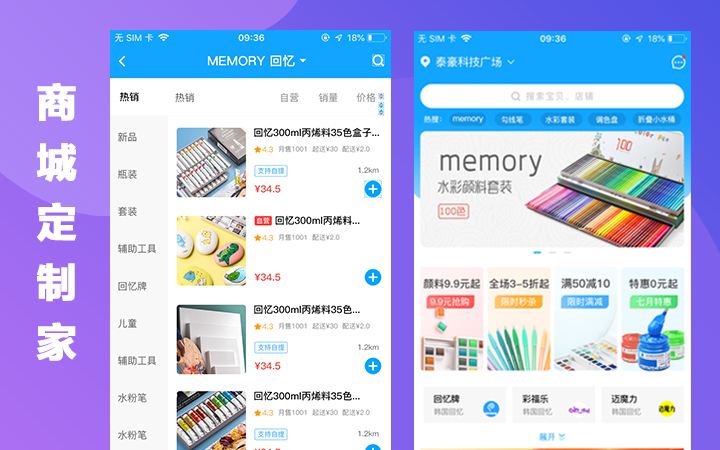 商城定制家
无 SIM 卡
09:36
18%
MEMORY 回忆
热销
新品
瓶装
套装
辅助工具
回忆牌
儿童
辅助工具
水粉笔
水粉笔
热销
自营
销量
价格
回忆300ml丙烯料35色盒子...
4.3 月售1001 起送¥30 配送¥2.0
支持自提
1.2km
¥34.5
自营 回忆300ml丙烯料...
4.3 月售1001 配送¥2.0
¥34.5
回忆300ml丙烯料35色...
4.3 月售1001 起送¥30 配送¥2.0
支持自提
1.2km
¥34.5
回忆300ml丙烯料35色...
4.3 月售1001 起送¥30 配送¥2.0
支持自提
1.2km
无 SIM 卡
09:36
18%
泰豪科技广场
搜索宝贝、店铺
热搜: memory 勾线笔 水彩套装 调色盘 折叠小水桶
memory
水彩颜料套装
100色
颜料9.9元起
9.9元抢购
全场3-5折起
限时秒杀
满50减10
限时满减
特惠0元起
七月特惠
回忆牌
韩国回忆
彩福乐
韩国回忆
迈魔力
韩国回忆
迈魔力
展开